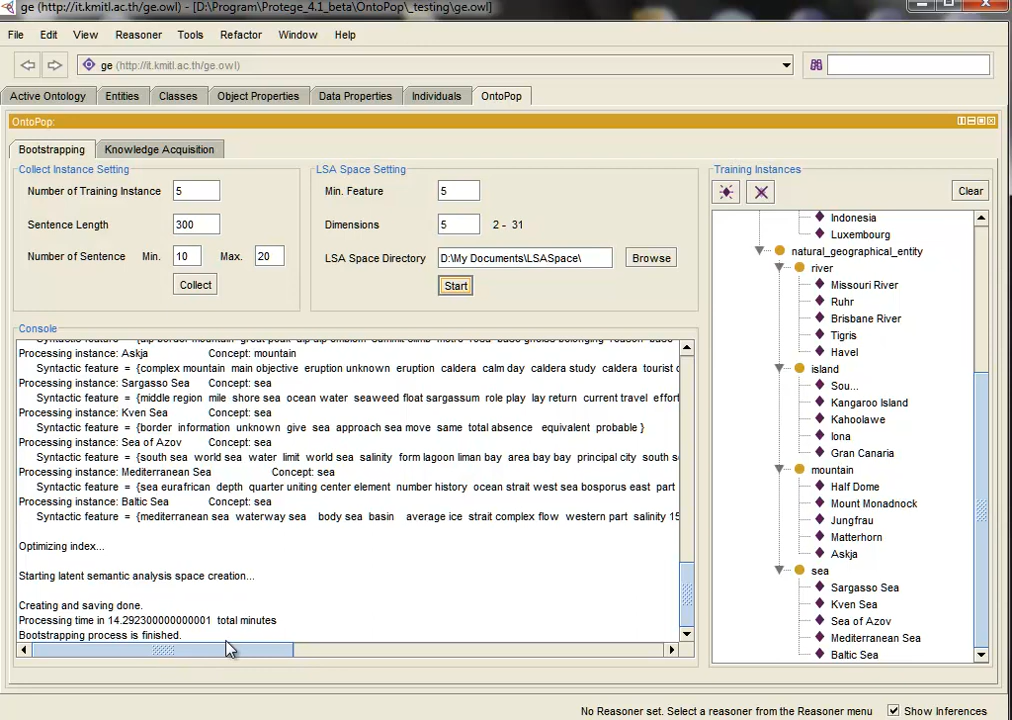 ge (http://it.kmitl.ac.th/ge.owl) - [D:\Program\Protege_4.1_beta\OntoPop\_testing\ge.owl]
File Edit View Reasoner Tools Refactor Window Help
ge (http://it.kmitl.ac.th/ge.owl)
Active Ontology Entities Classes Object Properties Data Properties Individuals OntoPop
OntoPop:
Bootstrapping Knowledge Acquisition
Collect Instance Setting
Number of Training Instance 5
Sentence Length 300
Number of Sentence Min. 10 Max. 20
Collect
LSA Space Setting
Min. Feature 5
Dimensions 5 2 - 31
LSA Space Directory D:\My Documents\LSASpace\ Browse
Start
Console
Processing instance: Askja Concept: mountain
Syntactic feature = {complex mountain main objective eruption unknown eruption caldera calm day caldera study caldera tourist c
Processing instance: Sargasso Sea Concept: sea
Syntactic feature = {middle region mile shore sea ocean water seaweed float sargassum role play lay return current travel effort
Processing instance: Kven Sea Concept: sea
Syntactic feature = {border information unknown give sea approach sea move same total absence equivalent probable }
Processing instance: Sea of Azov Concept: sea
Syntactic feature = {south sea world sea water limit world sea salinity form lagoon liman bay area bay bay principal city south s
Processing instance: Mediterranean Sea Concept: sea
Syntactic feature = {sea eurafrican depth quarter uniting center element number history ocean strait west sea bosporus east part
Processing instance: Baltic Sea Concept: sea
Syntactic feature = {mediterranean sea waterway sea body sea basin average ice strait complex flow western part salinity 15
Optimizing index...
Starting latent semantic analysis space creation...
Creating and saving done.
Processing time in 14.292300000000001 total minutes
Bootstrapping process is finished.
Training Instances
Clear
Indonesia
Luxembourg
natural_geographical_entity
river
Missouri River
Ruhr
Brisbane River
Tigris
Havel
island
Sou...
Kangaroo Island
Kahoolawe
Iona
Gran Canaria
mountain
Half Dome
Mount Monadnock
Jungfrau
Matterhorn
Askja
sea
Sargasso Sea
Kven Sea
Sea of Azov
Mediterranean Sea
Baltic Sea
No Reasoner set. Select a reasoner from the Reasoner menu Show Inferences